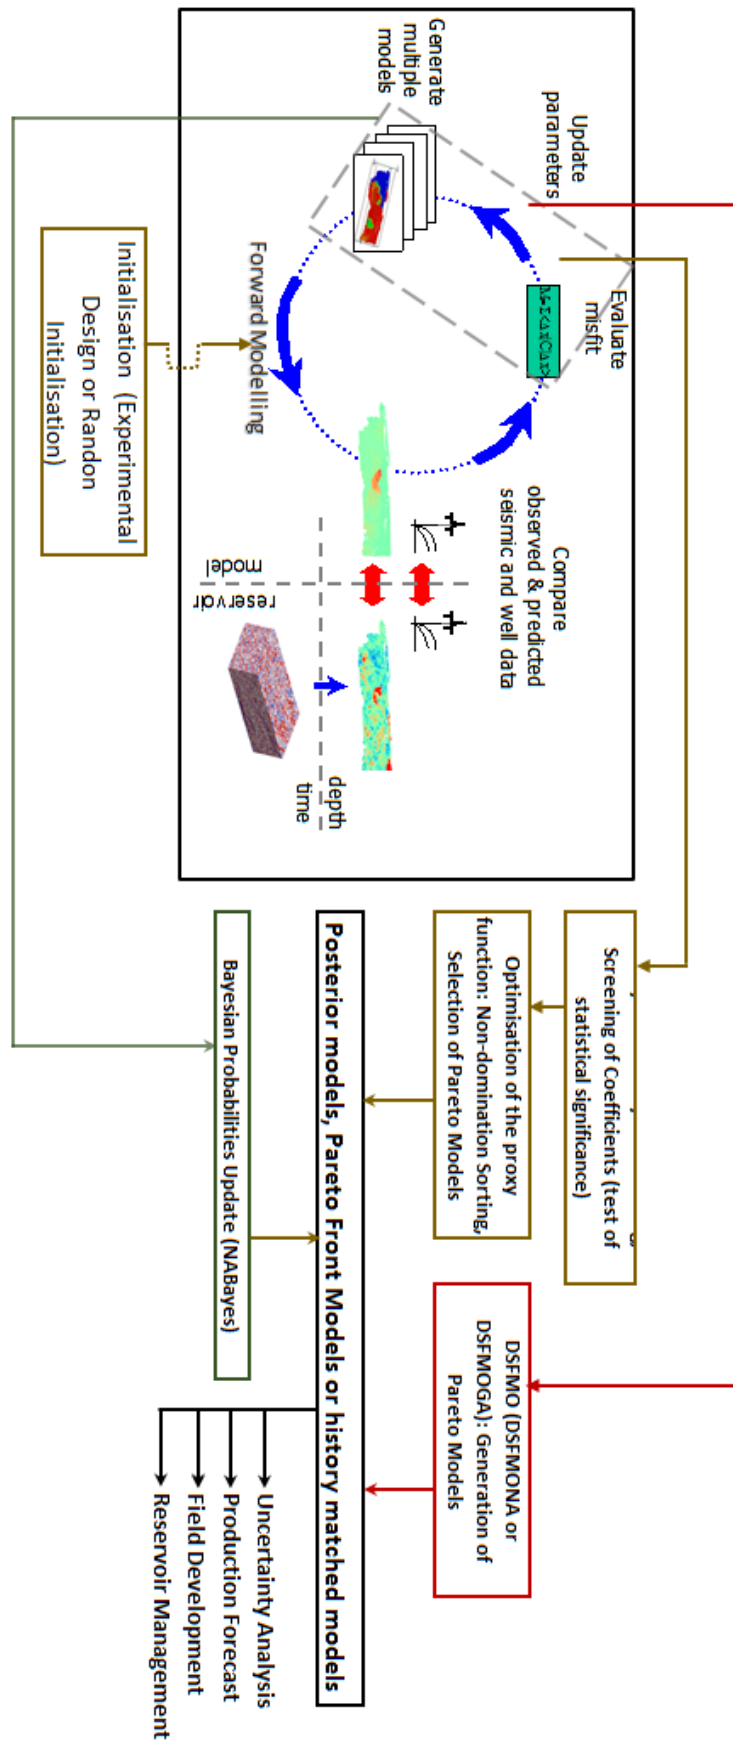 Update
parameters
Evaluate
misfit
Generate
multiple
models
Compare
observed & predicted
seismic and well data
Forward Modelling
model
reservoir
depth
time
Initialisation (Experimental
Design or Randon
Initialisation)
Screening of Coefficients (test of
statistical significance)
Optimisation of the proxy
function: Non-domination Sorting,
Selection of Pareto Models
DSFMO (DSFMONA or
DSFMOGA): Generation of
Pareto Models
Posterior models, Pareto Front Models or history matched models
Bayesian Probabilities Update (NABayes)
Uncertainty Analysis
Production Forecast
Field Development
Reservoir Management